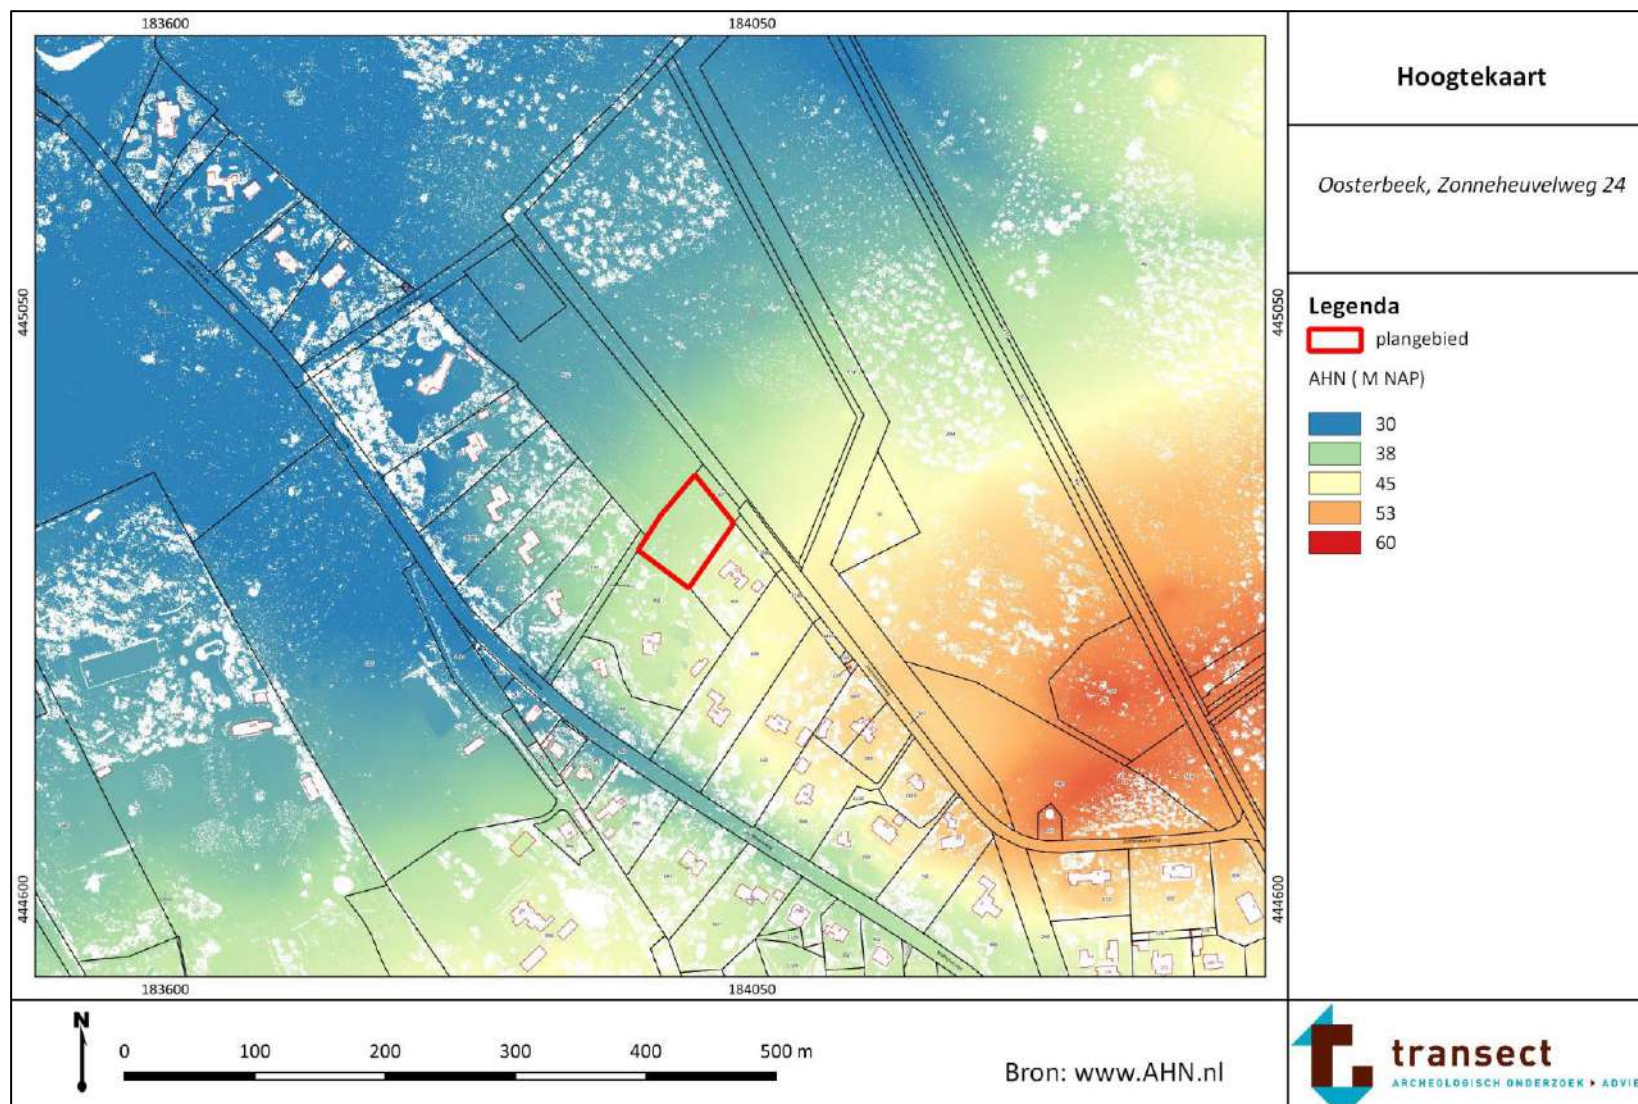 183600
184050
445050
445050
444600
444600
183600
184050
Hoogtekaart
Oosterbeek, Zonneheuvelweg 24
Legenda
plangebied
AHN ( M NAP)
30
38
45
53
60
N
0 100 200 300 400 500 m
Bron: www.AHN.nl
transect
ARCHEOLOGISCH ONDERZOEK ▸ ADVIE